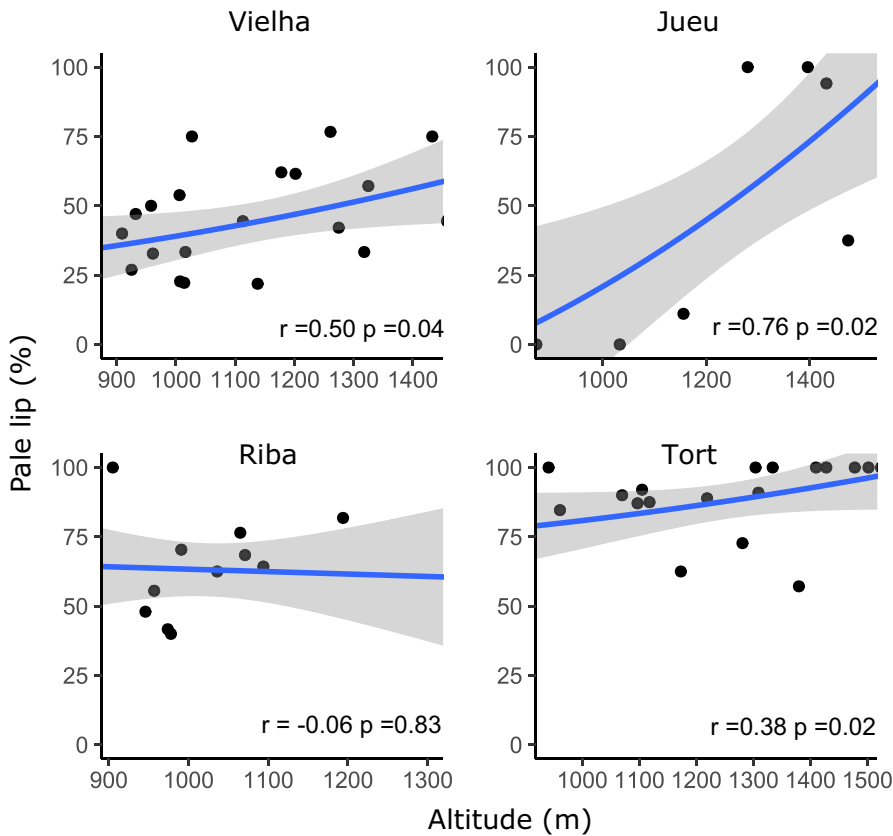 Vielha
Jueu
100
75
50
25
0
r =0.50 p =0.04
900 1000 1100 1200 1300 1400
100
75
50
25
0
r =0.76 p =0.02
1000 1200 1400
Pale lip (%)
Riba
Tort
100
75
50
25
0
r = -0.06 p =0.83
900 1000 1100 1200 1300
100
75
50
25
0
r =0.38 p =0.02
1000 1100 1200 1300 1400 1500
Altitude (m)